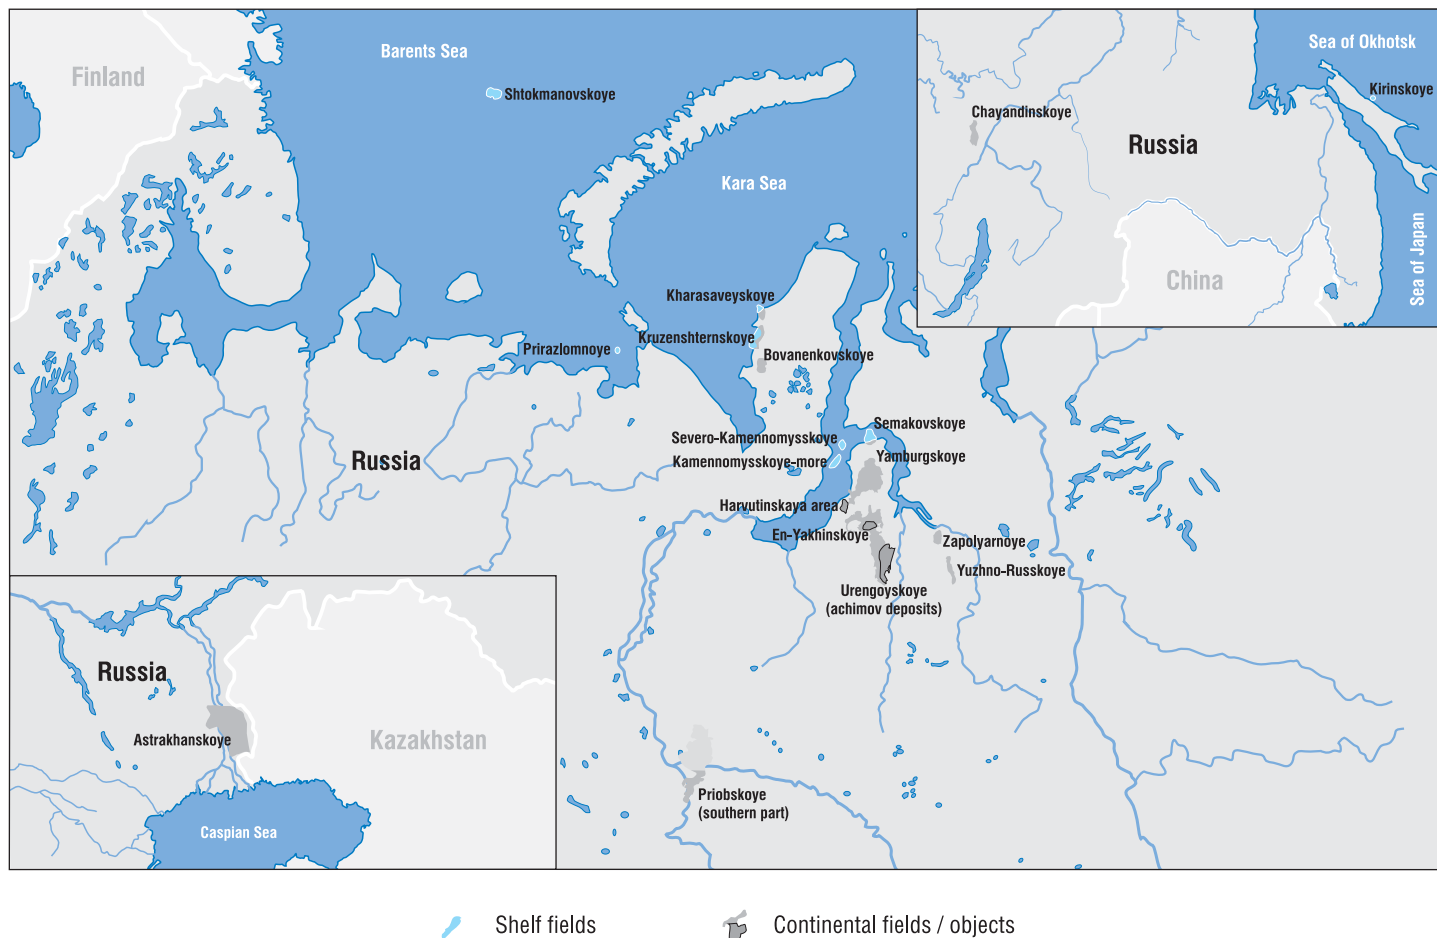 Barents Sea
Finland
Shtokmanovskoye
Kara Sea
Sea of Okhotsk
Kirinskoye
Chayandinskoye
Russia
China
Sea of Japan
Kharasaveyskoye
Kruzenshternskoye
Prirazlomnoye
Bovanenkovskoye
Semakovskoye
Severo-Kamennomysskoye
Yamburgskoye
Kamennomysskoye-more
Russia
Harvutinskaya area
En-Yakhinskoye
Zapolyarnoye
Yuzhno-Russkoye
Urengoyskoye
(achimov deposits)
Russia
Astrakhanskoye
Kazakhstan
Caspian Sea
Priobskoye
(southern part)
Shelf fields
Continental fields / objects